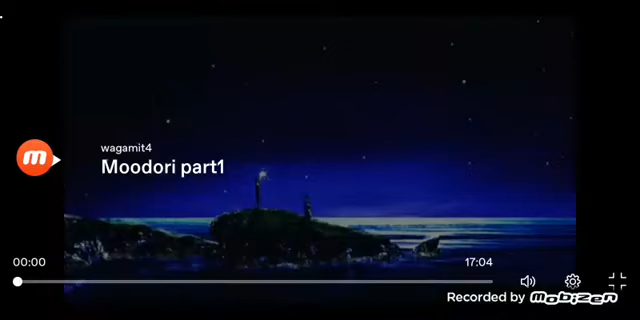 wagamit4
Moodori part1
00:00
17:04
Recorded by Mobizen